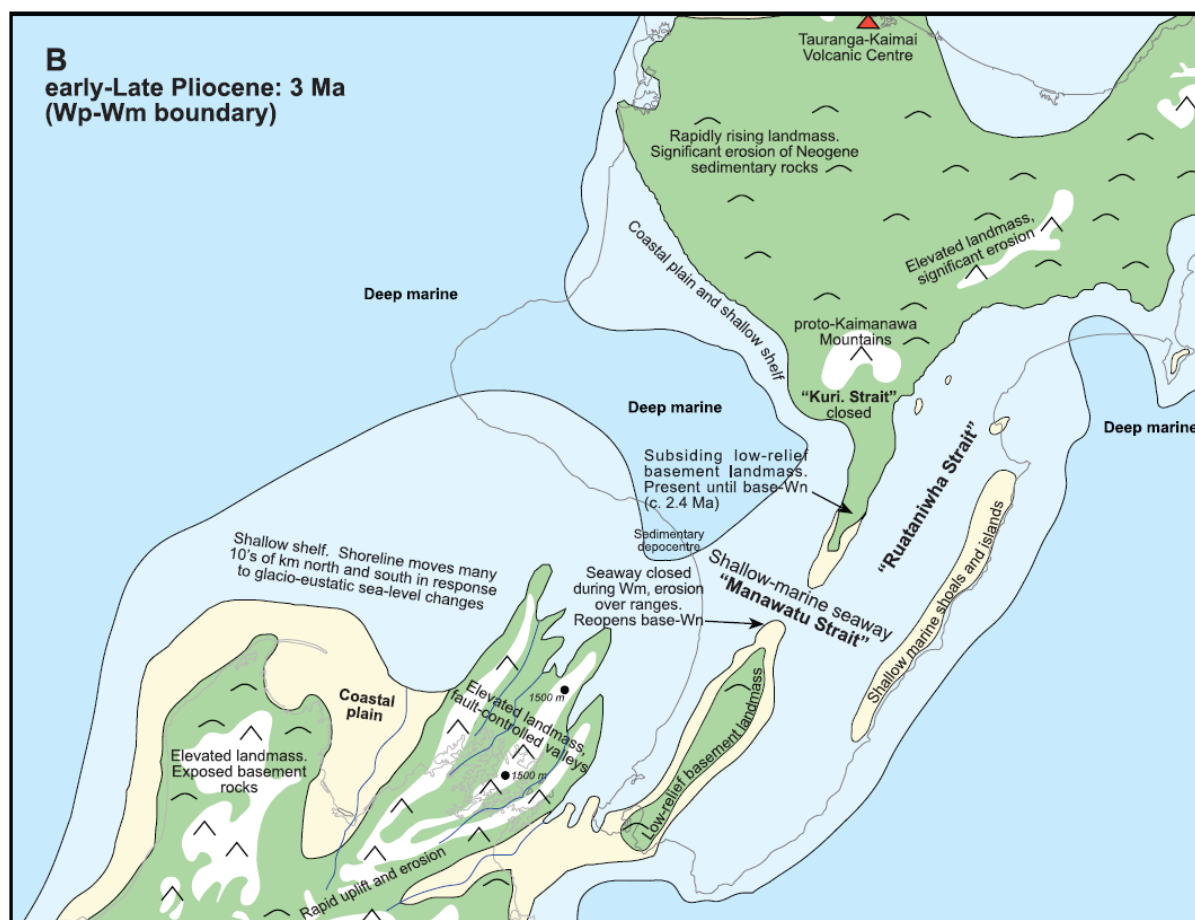 B
early-Late Pliocene: 3 Ma
(Wp-Wm boundary)
Tauranga-Kaimai
Volcanic Centre
Rapidly rising landmass.
Significant erosion of Neogene
sedimentary rocks
Coastal plain and shallow shelf
Elevated landmass,
significant erosion
Deep marine
proto-Kaimanawa
Mountains
"Kuri. Strait"
closed
Deep marine
Deep marine
Subsiding low-relief
basement landmass.
Present until base-Wn
(c. 2.4 Ma)
"Ruataniwha Strait"
Sedimentary
depocentre
Shallow shelf. Shoreline moves many
10's of km north and south in response
to glacio-eustatic sea-level changes
Seaway closed
during Wm, erosion
over ranges.
Reopens base-Wn
Shallow-marine seaway
"Manawatu Strait"
Shallow marine shoals and islands
Coastal
plain
1500 m
Elevated landmass,
fault-controlled valleys
1500 m
Low-relief basement landmass
Elevated landmass.
Exposed basement
rocks
Rapid uplift and erosion